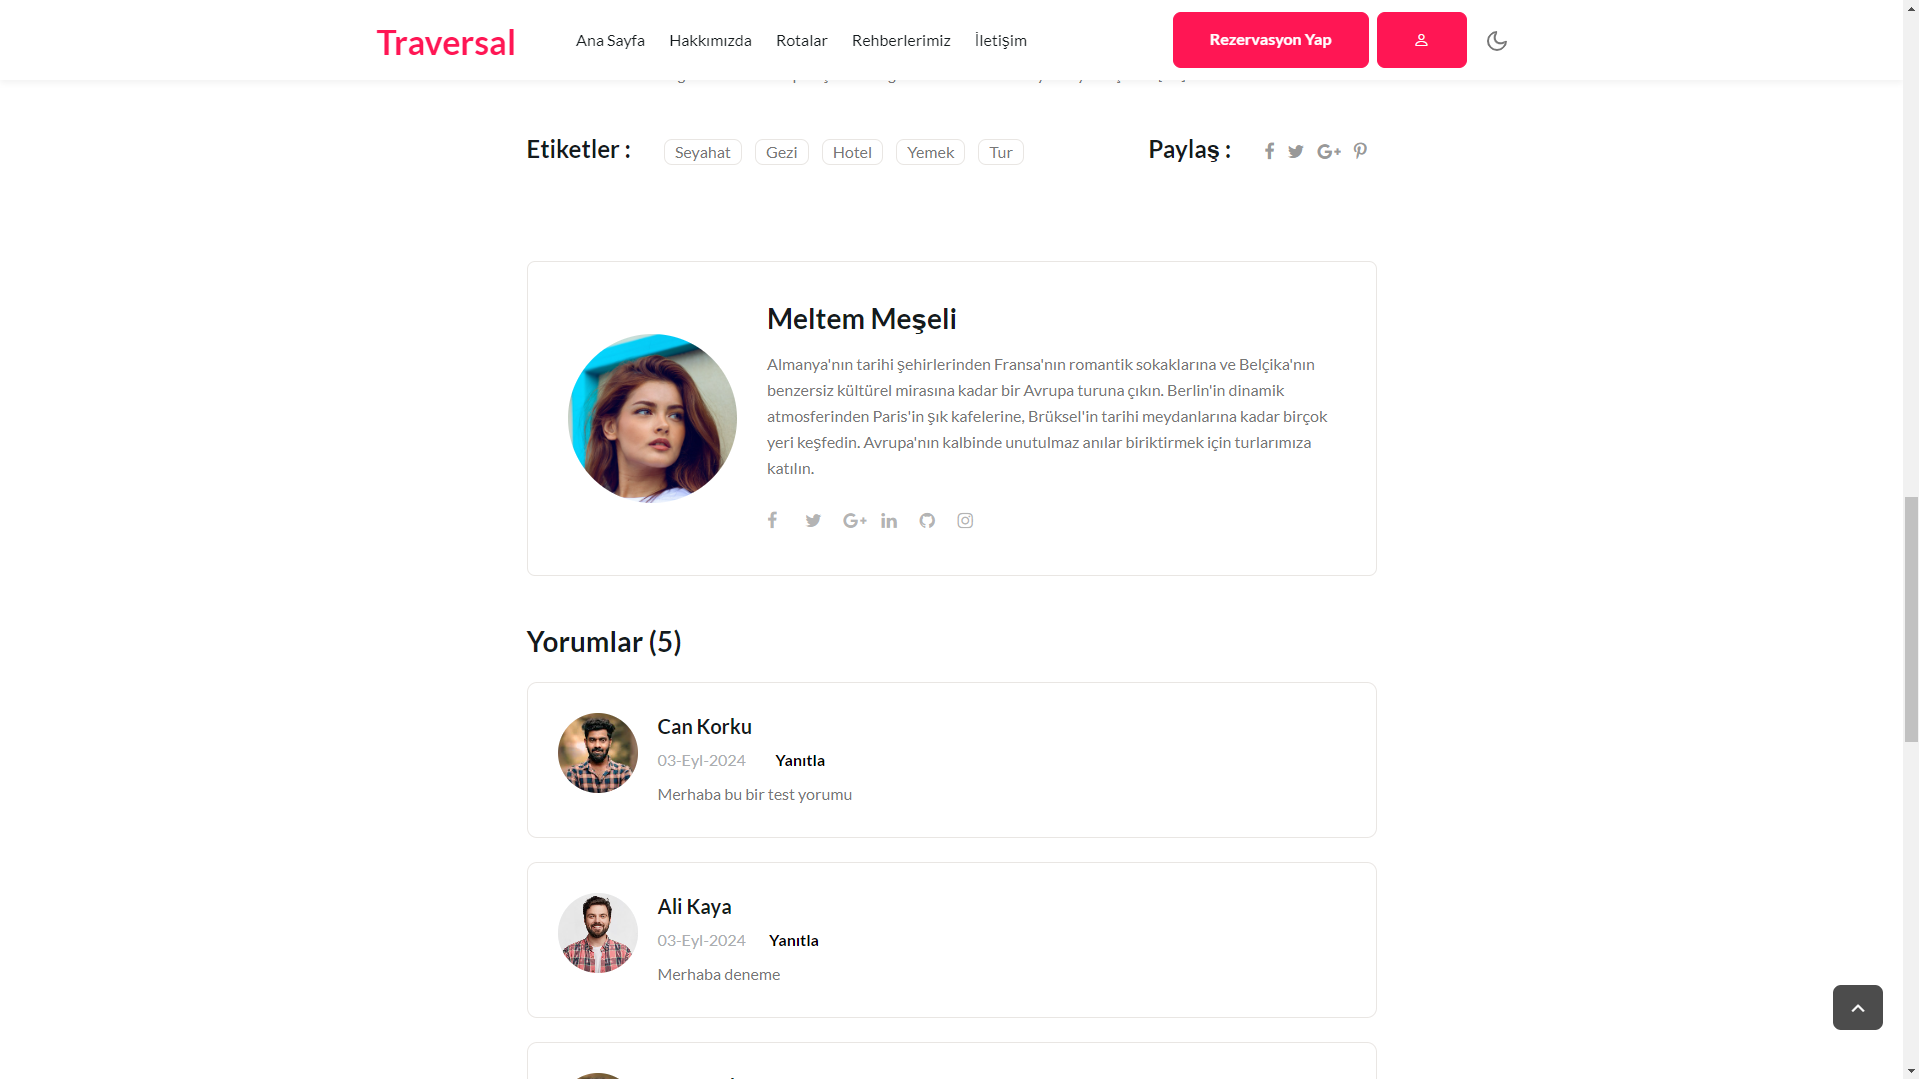 Traversal
Ana Sayfa Hakkımızda Rotalar Rehberlerimiz İletişim
Rezervasyon Yap
Etiketler : Seyahat Gezi Hotel Yemek Tur Paylaş :
Meltem Meşeli
Almanya'nın tarihi şehirlerinden Fransa'nın romantik sokaklarına ve Belçika'nın
benzersiz kültürel mirasına kadar bir Avrupa turuna çıkın. Berlin'in dinamik
atmosferinden Paris'in şık kafelerine, Brüksel'in tarihi meydanlarına kadar birçok
yeri keşfedin. Avrupa'nın kalbinde unutulmaz anılar biriktirmek için turlarımıza
katılın.
Yorumlar (5)
Can Korku
03-Eyl-2024 Yanıtla
Merhaba bu bir test yorumu
Ali Kaya
03-Eyl-2024 Yanıtla
Merhaba deneme